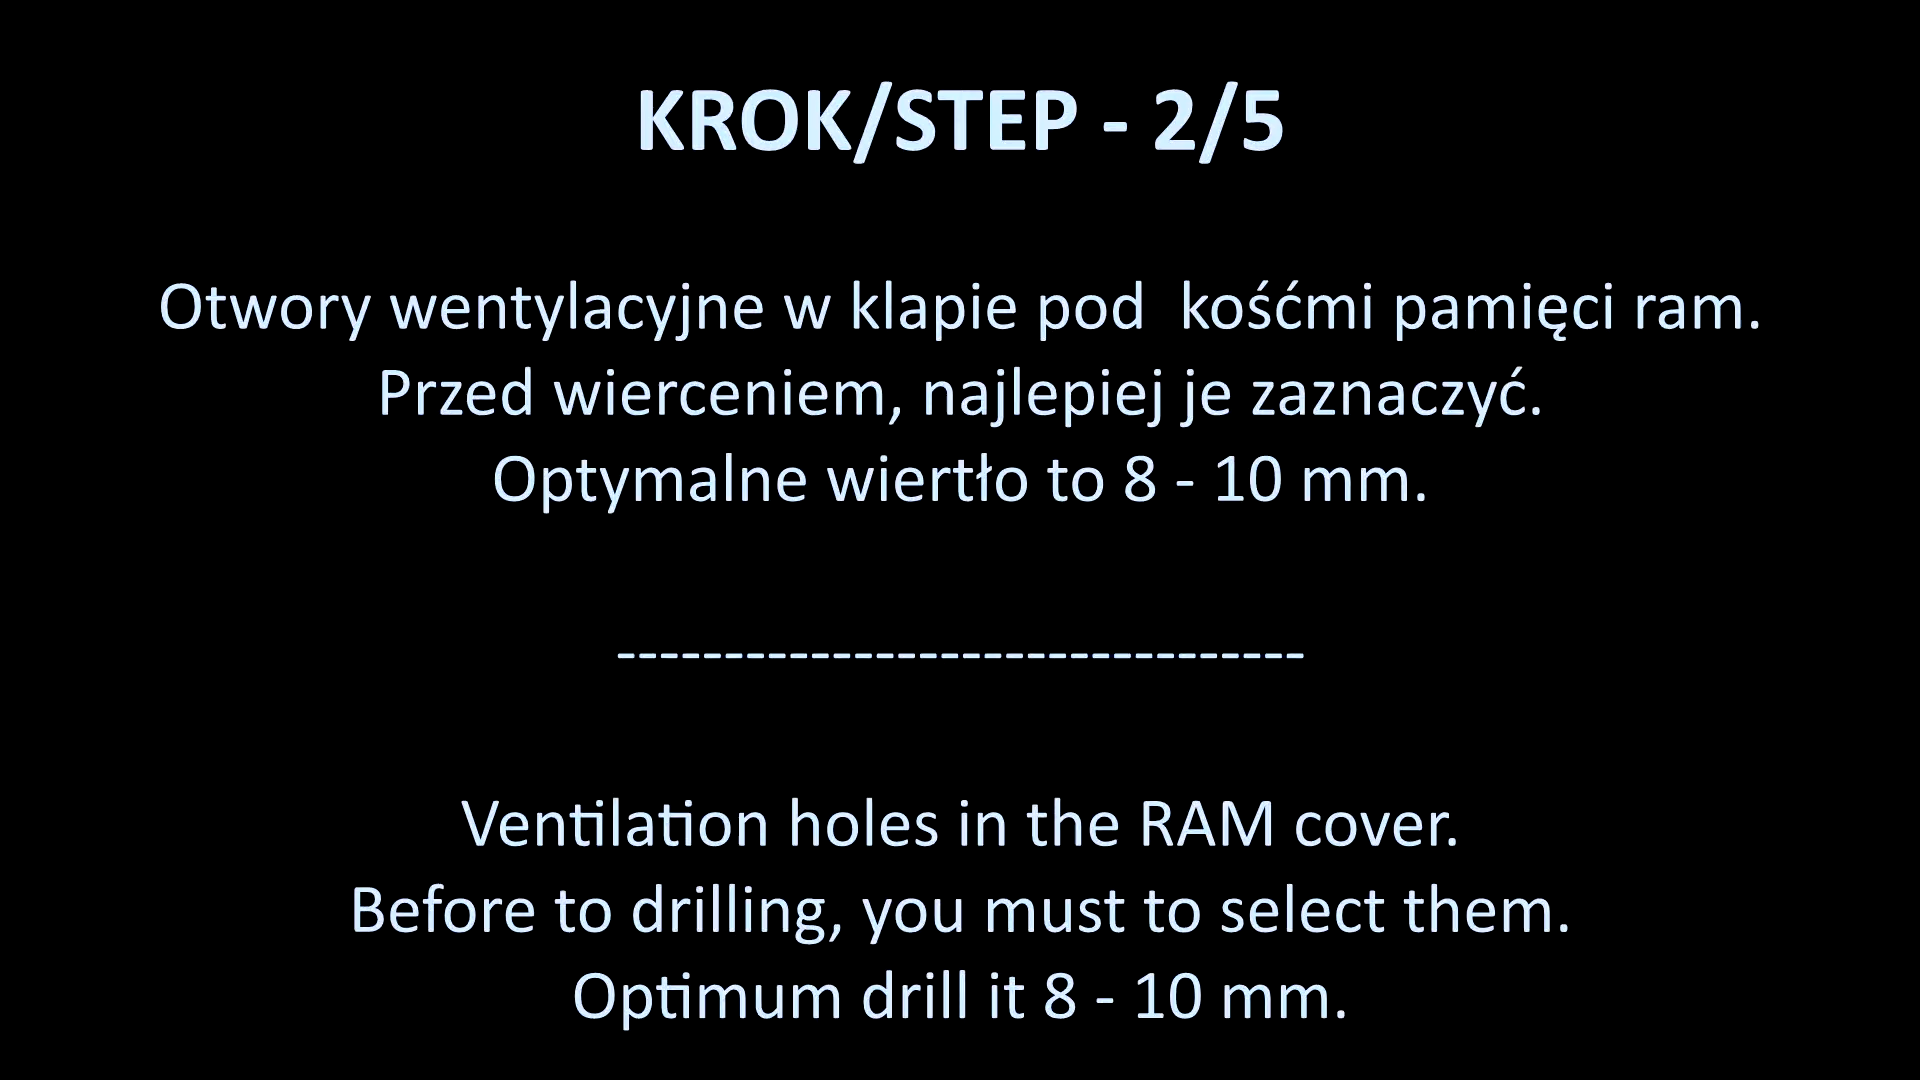 KROK/STEP - 2/5
Otwory wentylacyjne w klapie pod  kośćmi pamięci ram.
Przed wierceniem, najlepiej je zaznaczyć.
Optymalne wiertło to 8 - 10 mm.
--------------------------------
Ventilation holes in the RAM cover.
Before to drilling, you must to select them.
Optimum drill it 8 - 10 mm.